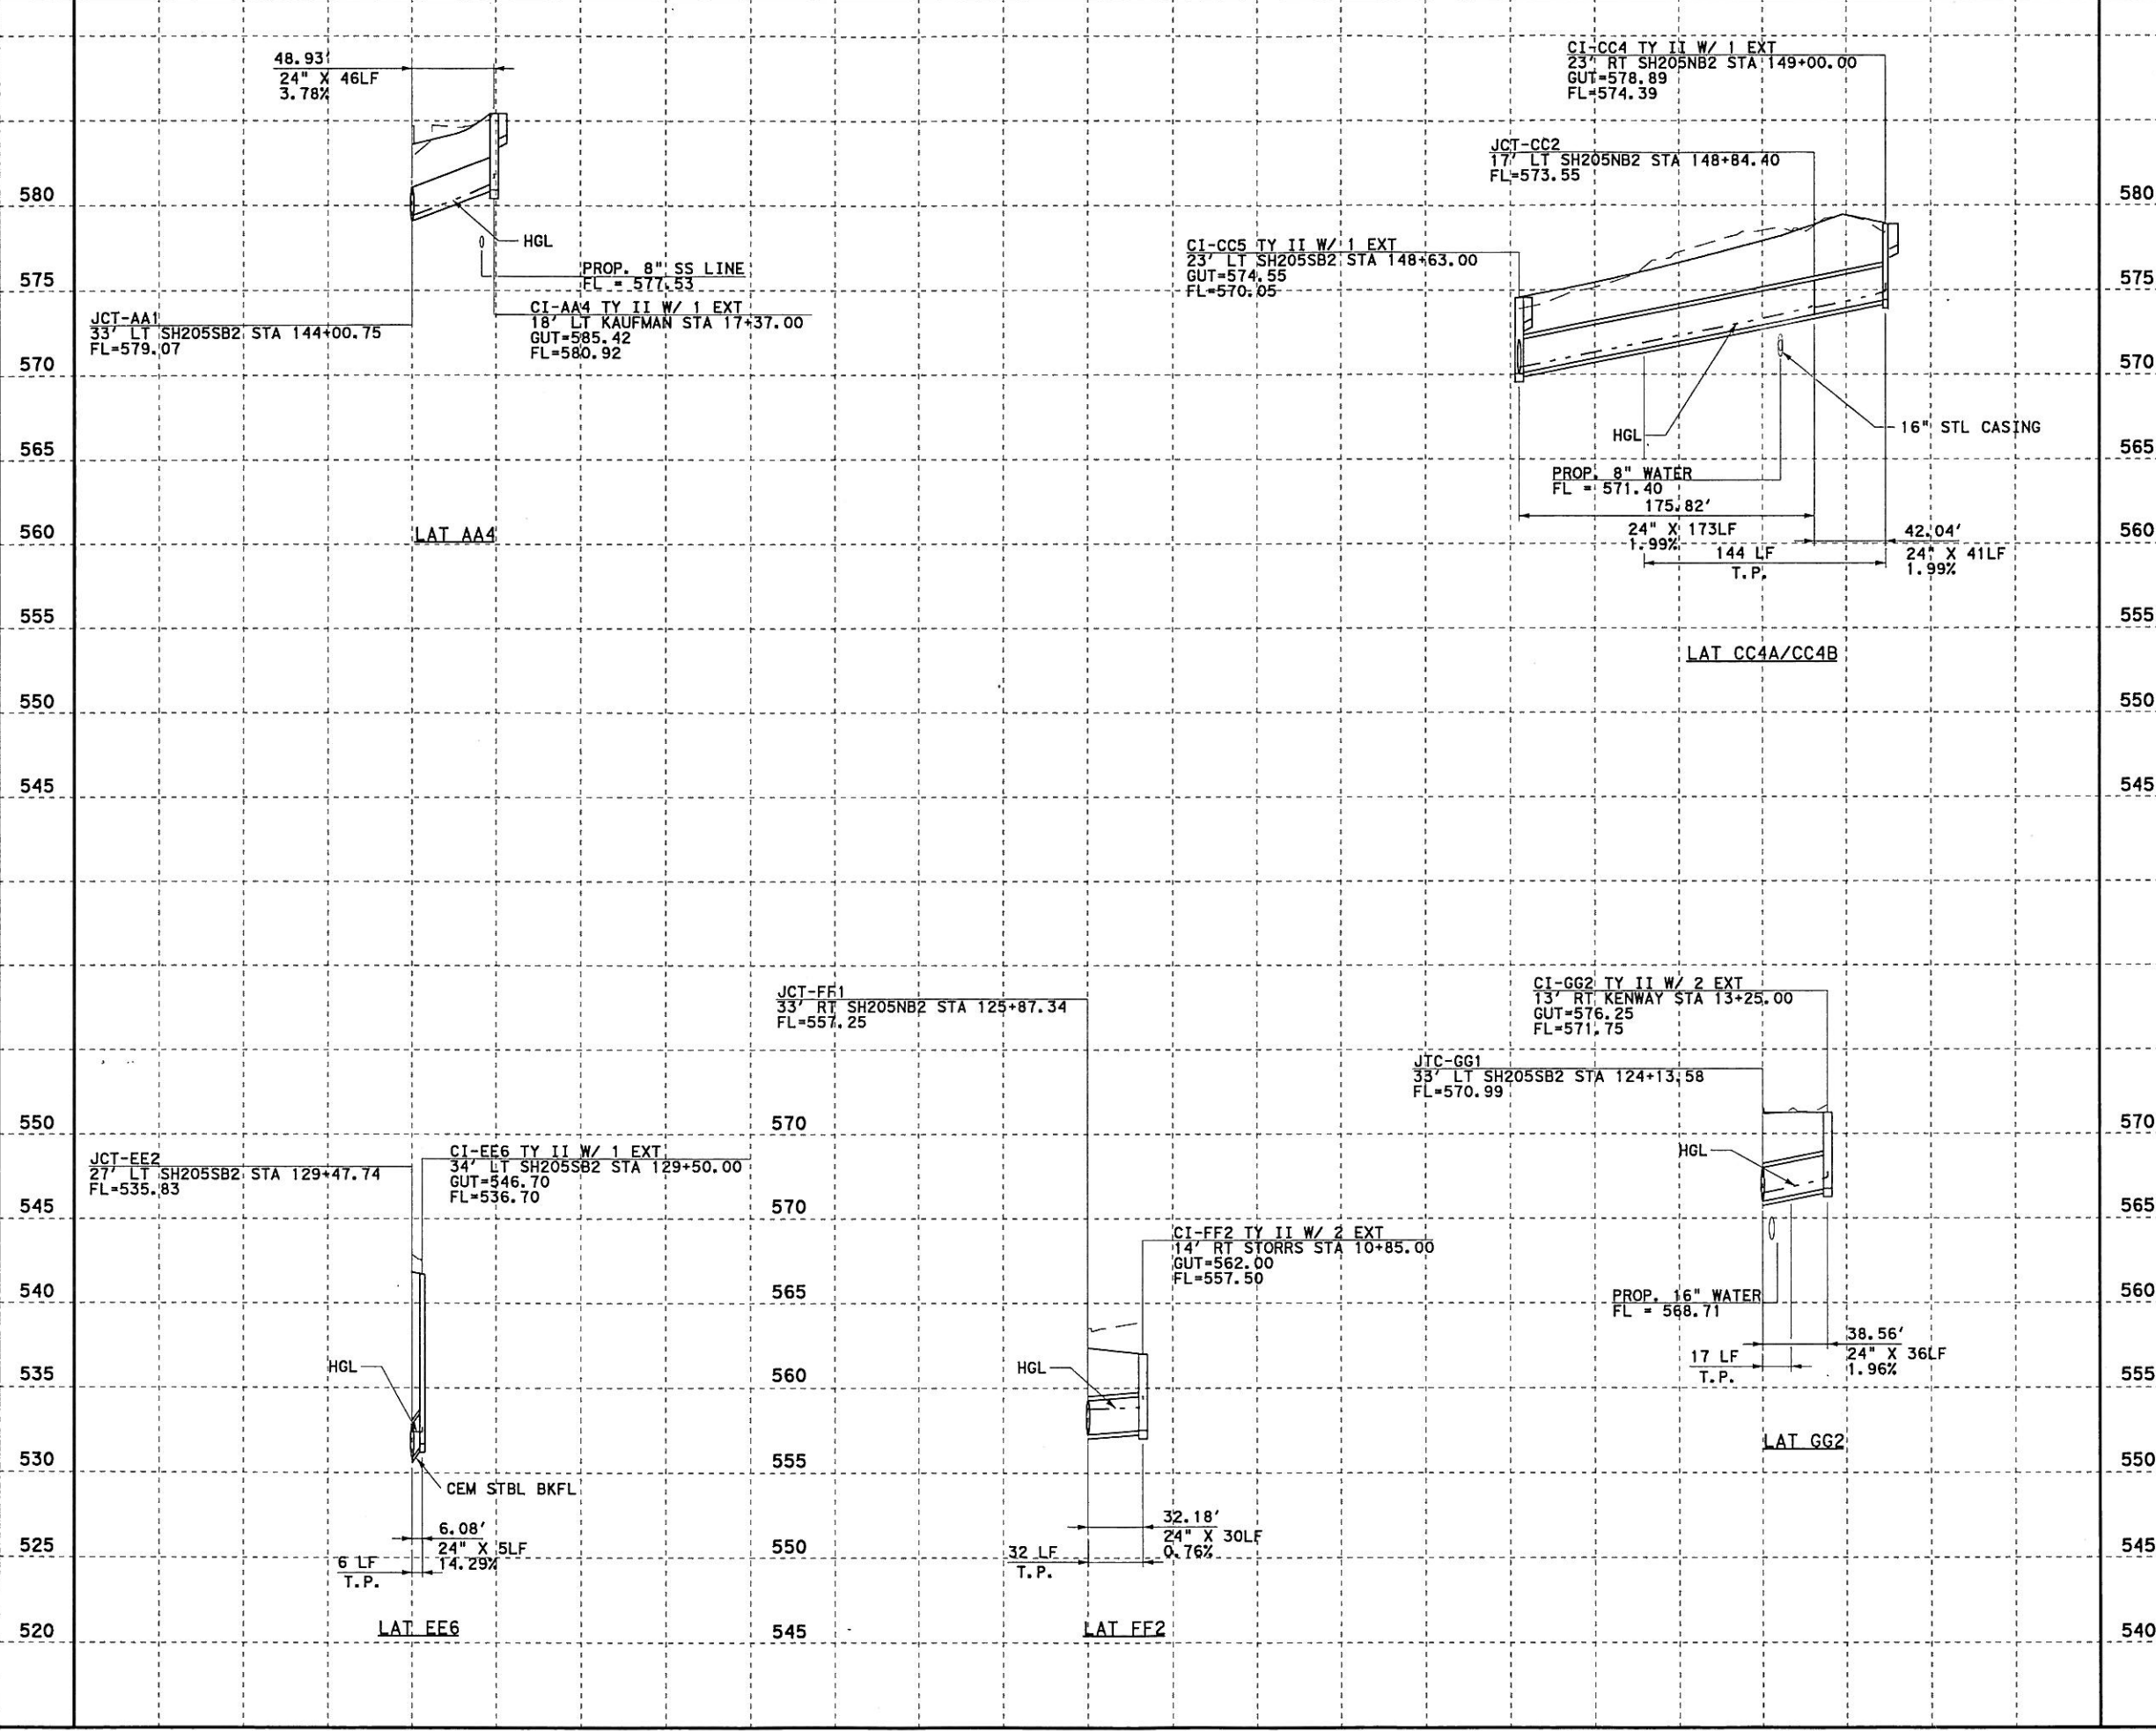 48.93'
24" X 46LF
3.78%
CI-CC4 TY II W/ 1 EXT
23' RT SH205NB2 STA 149+00.00
GUT=578.89
FL=574.39
JCT-CC2
17' LT SH205NB2 STA 148+84.40
FL=573.55
580
580
HGL
CI-CC5 TY II W/ 1 EXT
23' LT SH205SB2 STA 148+63.00
GUT=574.55
FL=570.05
PROP. 8" SS LINE
FL = 577.53
575
575
CI-AA4 TY II W/ 1 EXT
18' LT KAUFMAN STA 17+37.00
GUT=585.42
FL=580.92
JCT-AA1
33' LT SH205SB2 STA 144+00.75
FL=579.07
570
570
16" STL CASING
HGL
565
565
PROP. 8" WATER
FL = 571.40
175.82'
24" X 173LF
1.99%
144 LF
T.P.
42.04'
24" X 41LF
1.99%
560
LAT AA4
560
555
555
LAT CC4A/CC4B
550
550
545
545
JCT-FF1
33' RT SH205NB2 STA 125+87.34
FL=557.25
CI-GG2 TY II W/ 2 EXT
13' RT KENWAY STA 13+25.00
GUT=576.25
FL=571.75
JTC-GG1
33' LT SH205SB2 STA 124+13.58
FL=570.99
550
570
570
JCT-EE2
27' LT SH205SB2 STA 129+47.74
FL=535.83
CI-EE6 TY II W/ 1 EXT
34' LT SH205SB2 STA 129+50.00
GUT=546.70
FL=536.70
HGL
545
570
565
CI-FF2 TY II W/ 2 EXT
14' RT STORRS STA 10+85.00
GUT=562.00
FL=557.50
540
565
560
PROP. 16" WATER
FL = 568.71
38.56'
24" X 36LF
1.96%
17 LF
T.P.
HGL
HGL
535
560
555
LAT GG2
530
555
550
CEM STBL BKFL
6.08'
24" X 5LF
14.29%
6 LF
T.P.
32.18'
24" X 30LF
0.76%
32 LF
T.P.
525
550
545
520
LAT EE6
545
LAT FF2
540